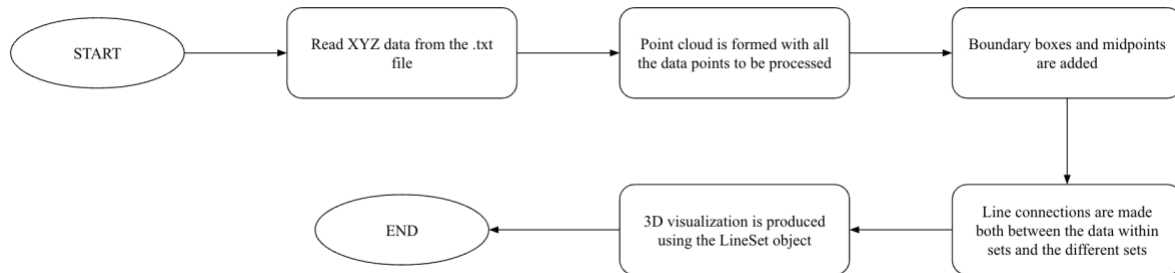 START
Read XYZ data from the .txt
file
Point cloud is formed with all
the data points to be processed
Boundary boxes and midpoints
are added
Line connections are made
both between the data within
sets and the different sets
3D visualization is produced
using the LineSet object
END